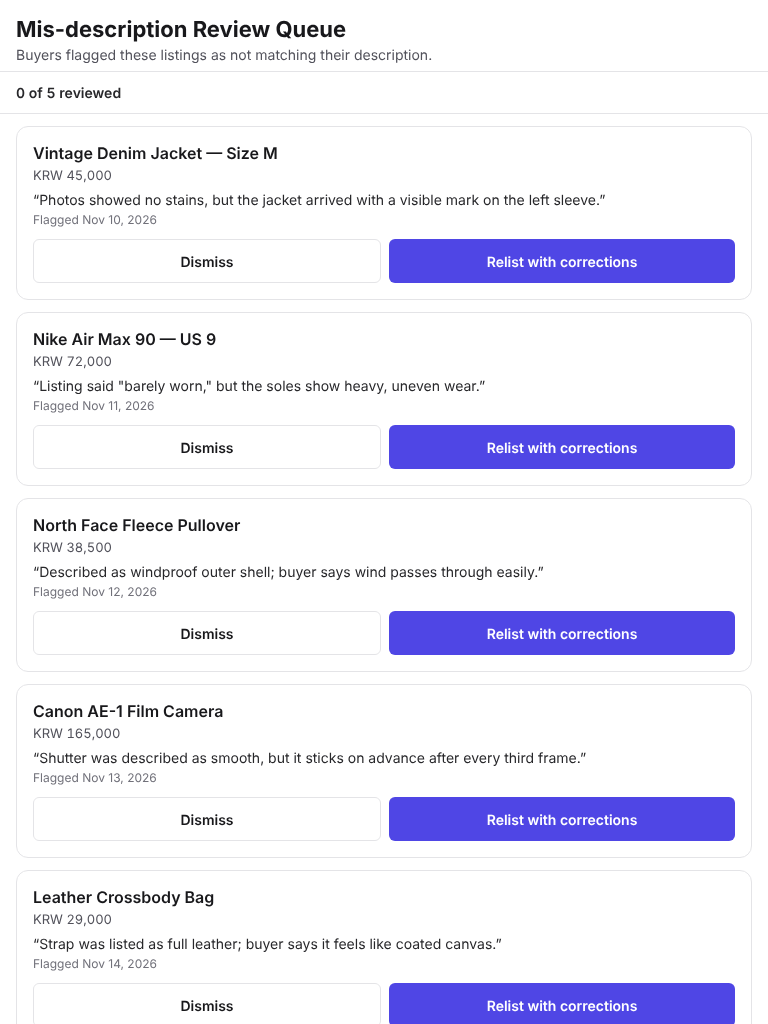 Mis-description Review Queue
Buyers flagged these listings as not matching their description.
0 of 5 reviewed
Vintage Denim Jacket — Size M
KRW 45,000
“Photos showed no stains, but the jacket arrived with a visible mark on the left sleeve.”
Flagged Nov 10, 2026
Dismiss
Relist with corrections
Nike Air Max 90 — US 9
KRW 72,000
“Listing said "barely worn," but the soles show heavy, uneven wear.”
Flagged Nov 11, 2026
Dismiss
Relist with corrections
North Face Fleece Pullover
KRW 38,500
“Described as windproof outer shell; buyer says wind passes through easily.”
Flagged Nov 12, 2026
Dismiss
Relist with corrections
Canon AE-1 Film Camera
KRW 165,000
“Shutter was described as smooth, but it sticks on advance after every third frame.”
Flagged Nov 13, 2026
Dismiss
Relist with corrections
Leather Crossbody Bag
KRW 29,000
“Strap was listed as full leather; buyer says it feels like coated canvas.”
Flagged Nov 14, 2026
Dismiss
Relist with corrections